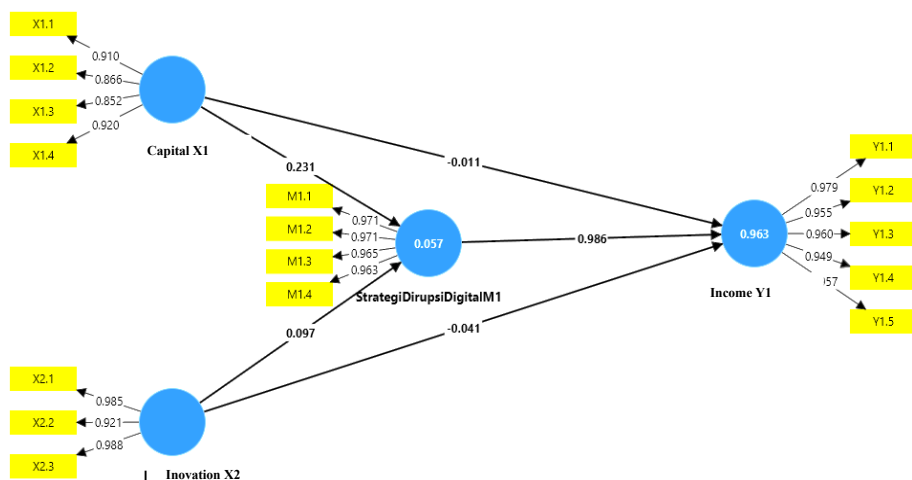 X1.1
0.910
X1.2
0.866
X1.3
0.852
X1.4
0.920
Capital X1
0.231
-0.011
M1.1
0.971
M1.2
0.971
M1.3
0.965
M1.4
0.963
0.057
StrategiDirupsiDigitalM1
0.986
0.963
Income Y1
Y1.1
0.979
Y1.2
0.955
Y1.3
0.960
Y1.4
0.949
Y1.5
0.097
-0.041
X2.1
0.985
X2.2
0.921
X2.3
0.988
Inovation X2